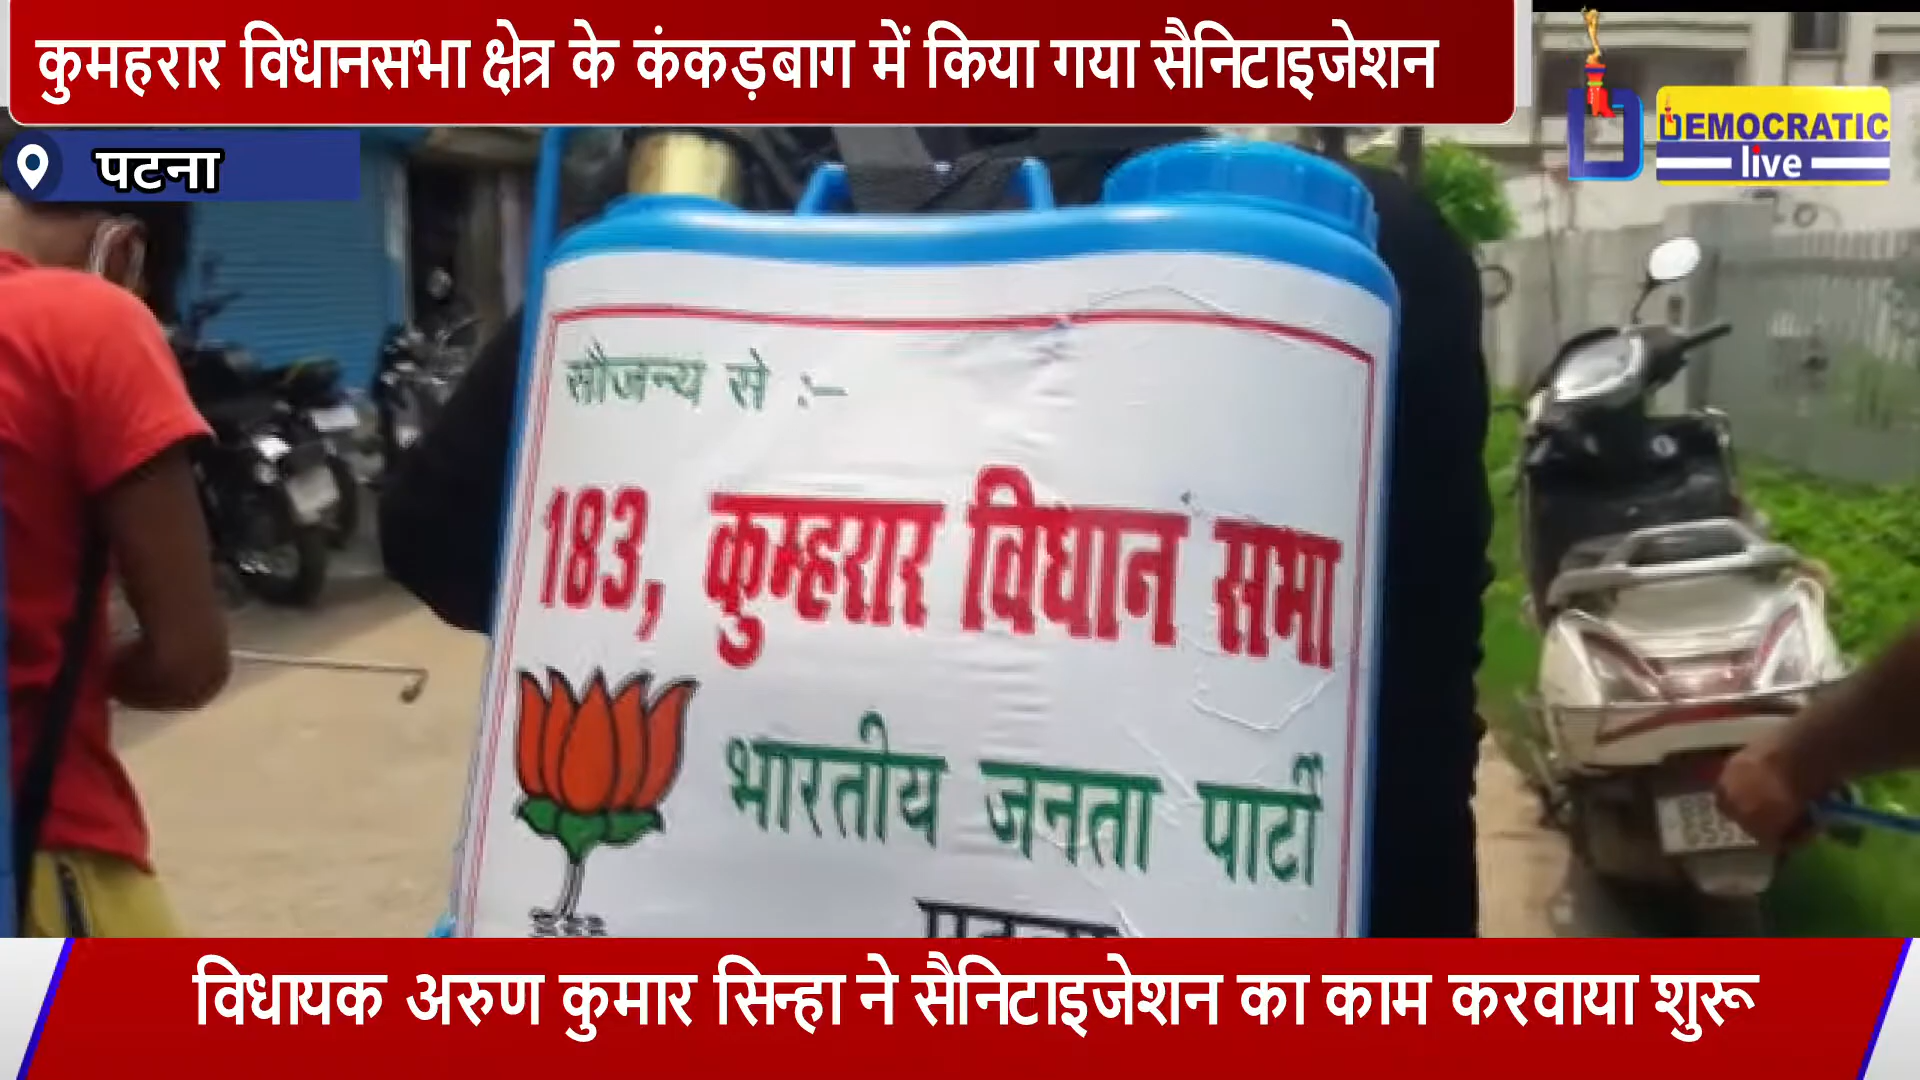 कुमहरार विधानसभा क्षेत्र के कंकड़बाग में किया गया सैनिटाइजेशन
DEMOCRATIC
live
पटना
सौजन्य से :–
183, कुम्हरार विधान सभा
भारतीय जनता पार्टी
विधायक अरुण कुमार सिन्हा ने सैनिटाइजेशन का काम करवाया शुरू